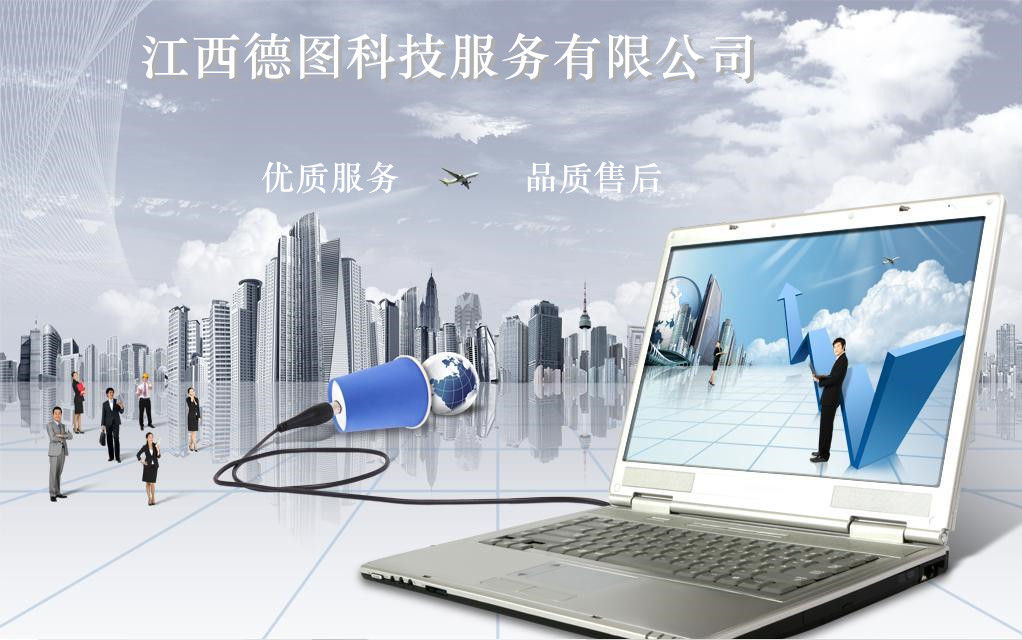 江西德图科技服务有限公司
优质服务 品质售后